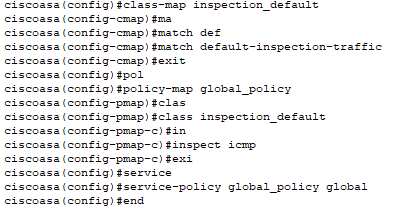 ciscoasa(config)#class-map inspection_default
ciscoasa(config-cmap)#ma
ciscoasa(config-cmap)#match def
ciscoasa(config-cmap)#match default-inspection-traffic
ciscoasa(config-cmap)#exit
ciscoasa(config)#pol
ciscoasa(config)#policy-map global_policy
ciscoasa(config-pmap)#clas
ciscoasa(config-pmap)#class inspection_default
ciscoasa(config-pmap-c)#in
ciscoasa(config-pmap-c)#inspect icmp
ciscoasa(config-pmap-c)#exi
ciscoasa(config)#service
ciscoasa(config)#service-policy global_policy global
ciscoasa(config)#end